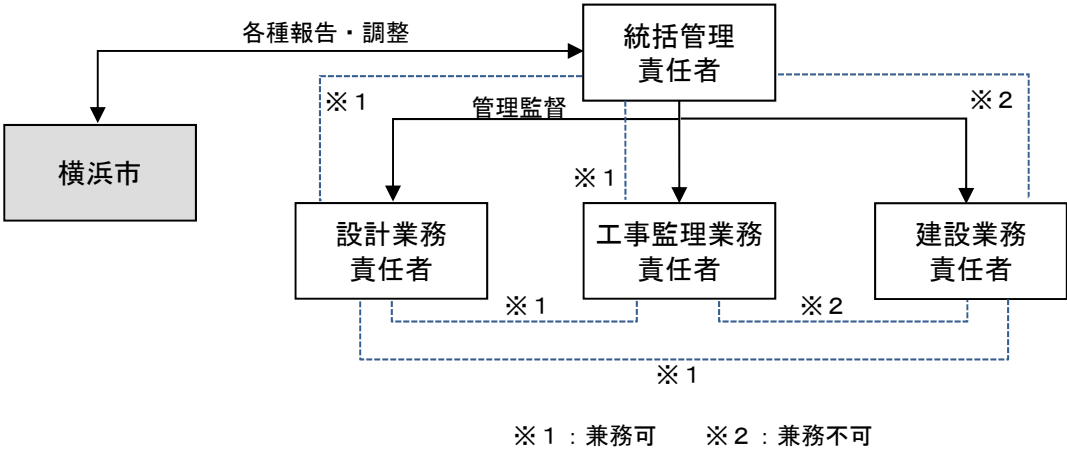 各種報告・調整
統括管理
責任者
※１
※２
管理監督
横浜市
※１
設計業務
責任者
工事監理業務
責任者
建設業務
責任者
※１
※２
※１
※１：兼務可　　※２：兼務不可